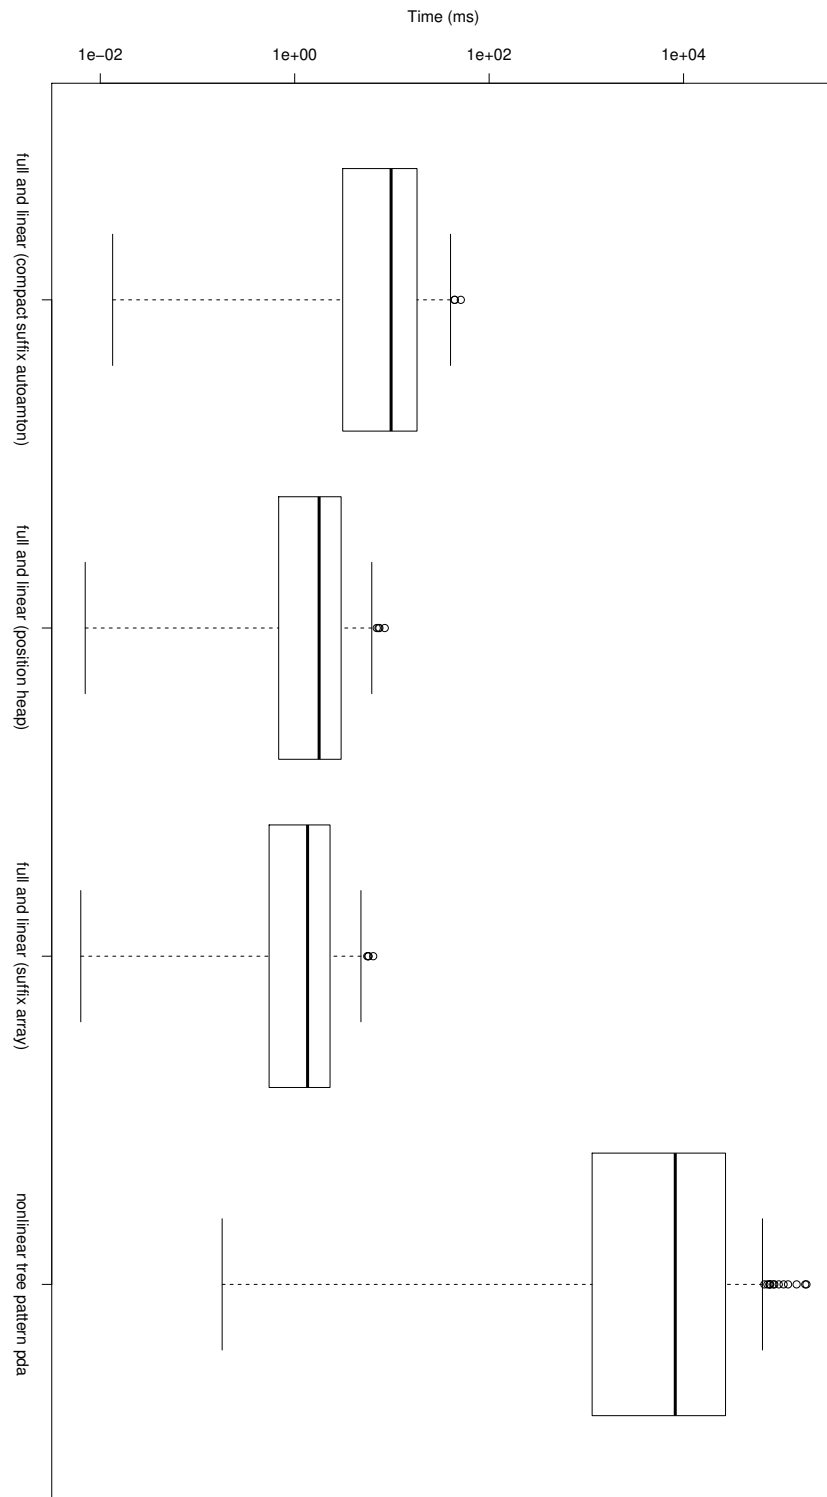 Time (ms)
1e−02
1e+00
1e+02
1e+04
full and linear (compact suffix autoamton)
full and linear (position heap)
full and linear (suffix array)
nonlinear tree pattern pda